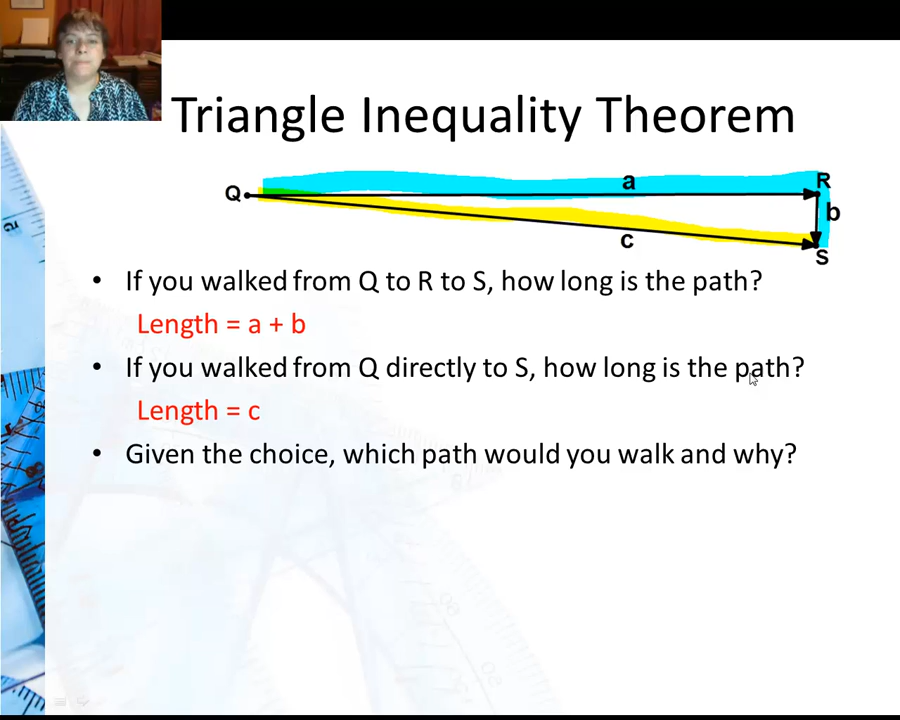 Triangle Inequality Theorem
a
R
Q
b
c
S
• If you walked from Q to R to S, how long is the path?
Length = a + b
• If you walked from Q directly to S, how long is the path?
Length = c
• Given the choice, which path would you walk and why?